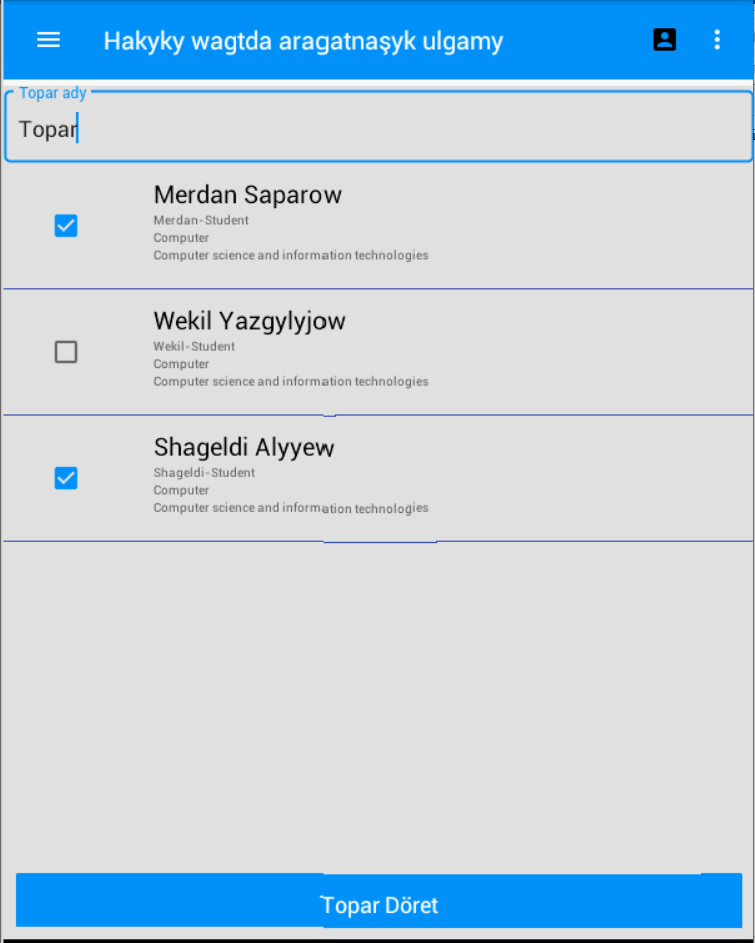 Hakyky wagtda aragatnaşyk ulgamy
Topar ady
Topar
Merdan Saparow
Merdan-Student
Computer
Computer science and information technologies
Wekil Yazgylyjow
Wekil-Student
Computer
Computer science and information technologies
Shageldi Alyyew
Shageldi-Student
Computer
Computer science and information technologies
Topar Döret